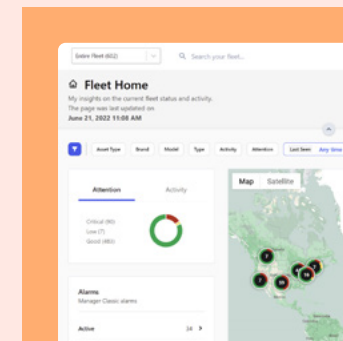 Entire Fleet (602)
Search your fleet...
Fleet Home
My insights on the current fleet status and activity.
The page was last updated on
June 21, 2022 11:08 AM
Asset Type Brand Model Type Activity Attention Last Seen Any time
Attention Activity
Map Satellite
Critical (90)
Low (7)
Good (483)
Alarms
Manager Classic alarms
Active 24